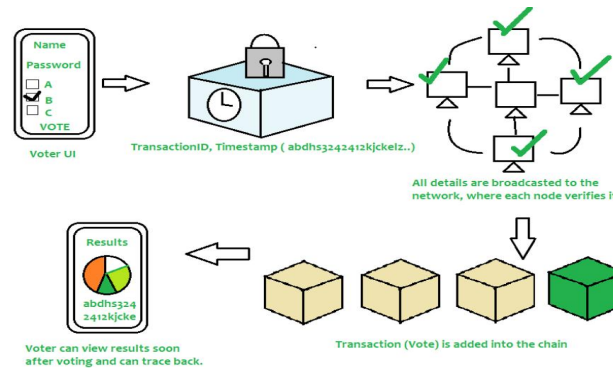 Name
Password
A
B
C
VOTE
Voter UI
TransactionID, Timestamp ( abdhs3242412kjckelz..)
All details are broadcasted to the
network, where each node verifies i
Results
abdhs324
2412kjcke
Voter can view results soon
after voting and can trace back.
Transaction (Vote) is added into the chain